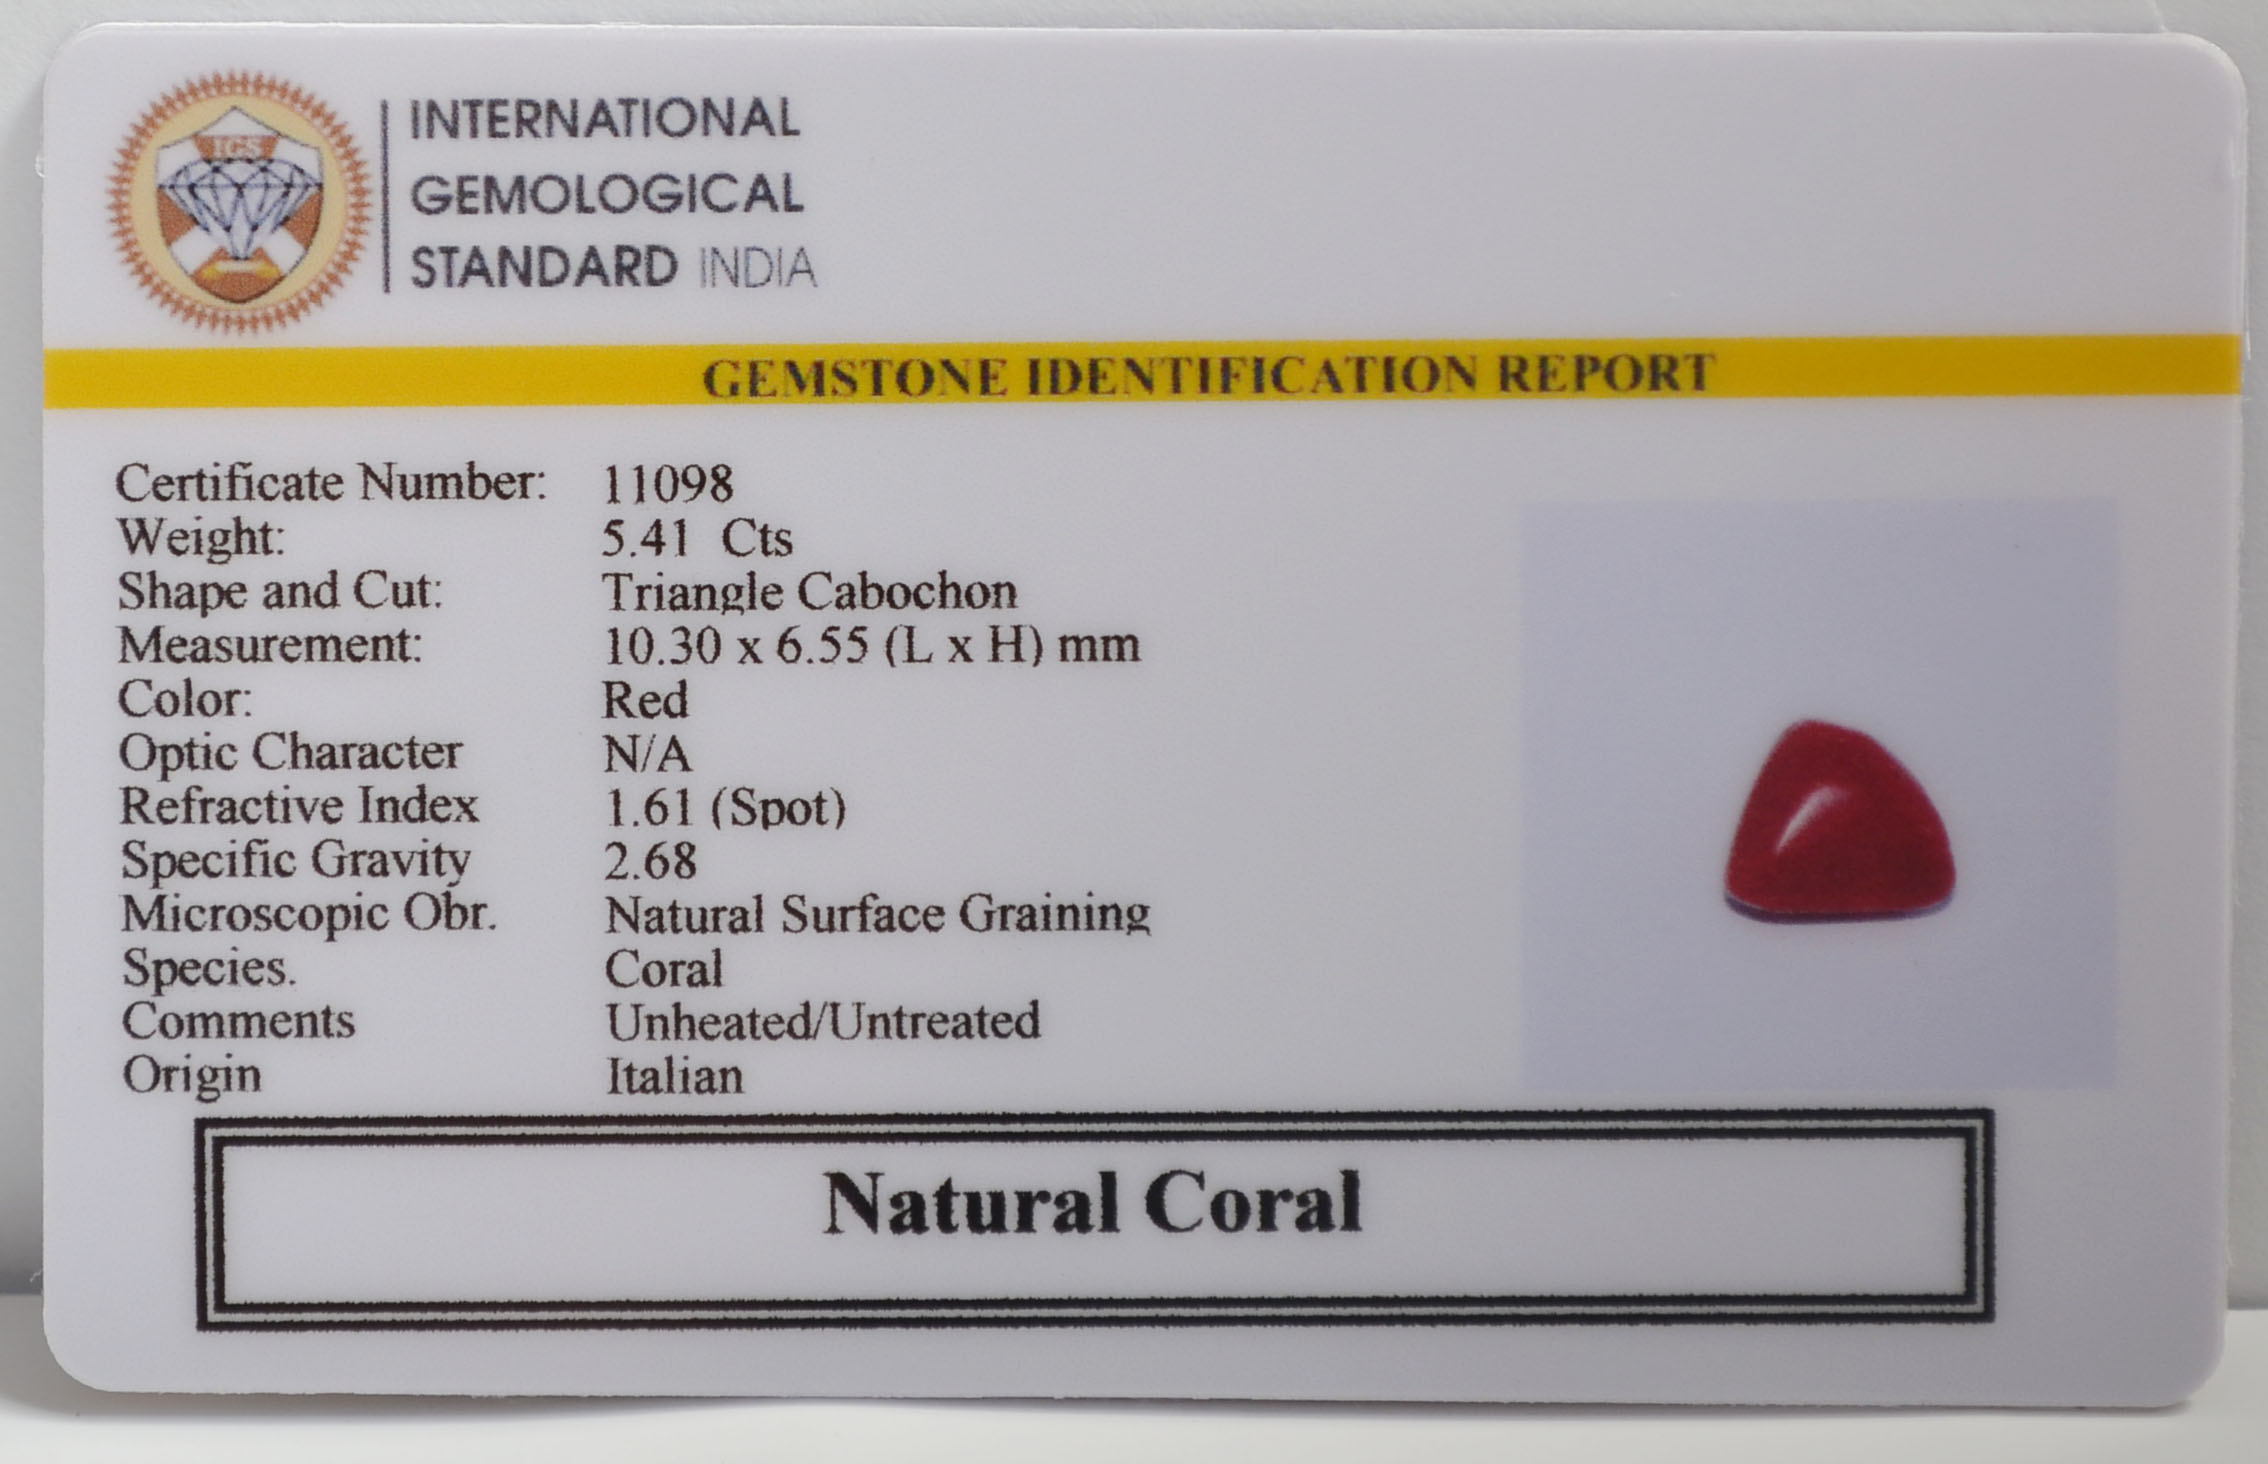 IGS
INTERNATIONAL
GEMOLOGICAL
STANDARD INDIA
GEMSTONE IDENTIFICATION REPORT
Certificate Number: 11098
Weight: 5.41 Cts
Shape and Cut: Triangle Cabochon
Measurement: 10.30 x 6.55 (L x H) mm
Color: Red
Optic Character N/A
Refractive Index 1.61 (Spot)
Specific Gravity 2.68
Microscopic Obr. Natural Surface Graining
Species. Coral
Comments Unheated/Untreated
Origin Italian
Natural Coral